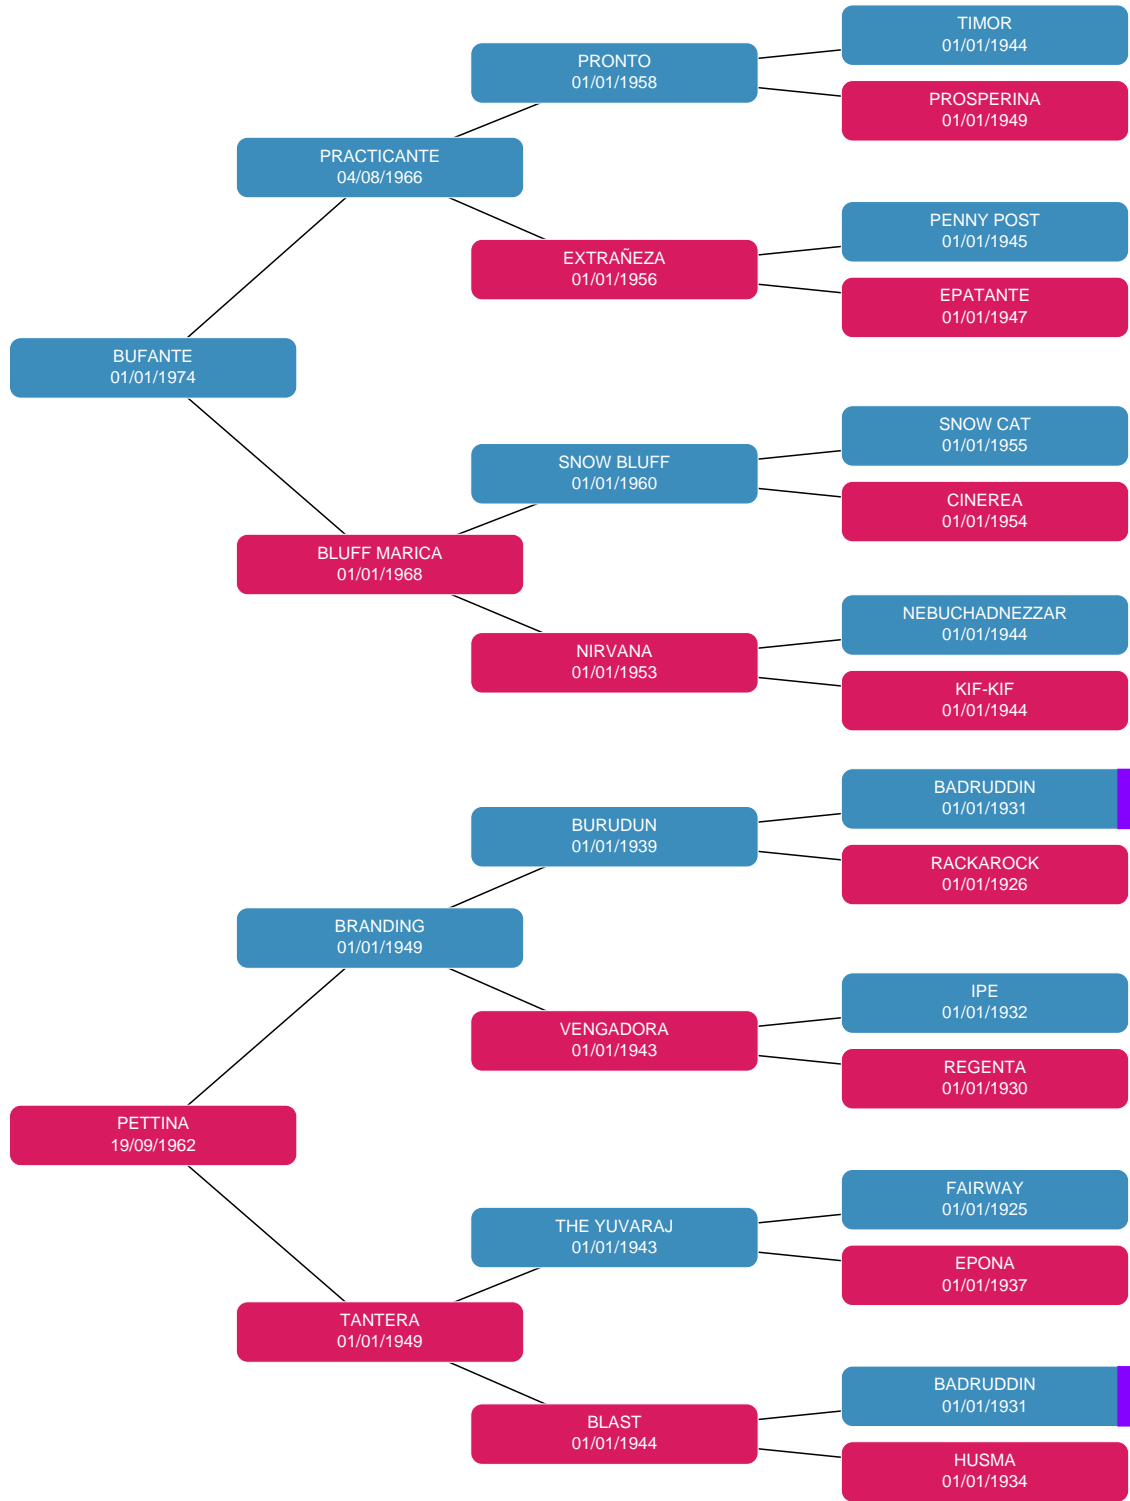 TIMOR
01/01/1944
PRONTO
01/01/1958
PROSPERINA
01/01/1949
PRACTICANTE
04/08/1966
PENNY POST
01/01/1945
EXTRAÑEZA
01/01/1956
EPATANTE
01/01/1947
BUFANTE
01/01/1974
SNOW CAT
01/01/1955
SNOW BLUFF
01/01/1960
CINEREA
01/01/1954
BLUFF MARICA
01/01/1968
NEBUCHADNEZZAR
01/01/1944
NIRVANA
01/01/1953
KIF-KIF
01/01/1944
BADRUDDIN
01/01/1931
BURUDUN
01/01/1939
RACKAROCK
01/01/1926
BRANDING
01/01/1949
IPE
01/01/1932
VENGADORA
01/01/1943
REGENTA
01/01/1930
PETTINA
19/09/1962
FAIRWAY
01/01/1925
THE YUVARAJ
01/01/1943
EPONA
01/01/1937
TANTERA
01/01/1949
BADRUDDIN
01/01/1931
BLAST
01/01/1944
HUSMA
01/01/1934